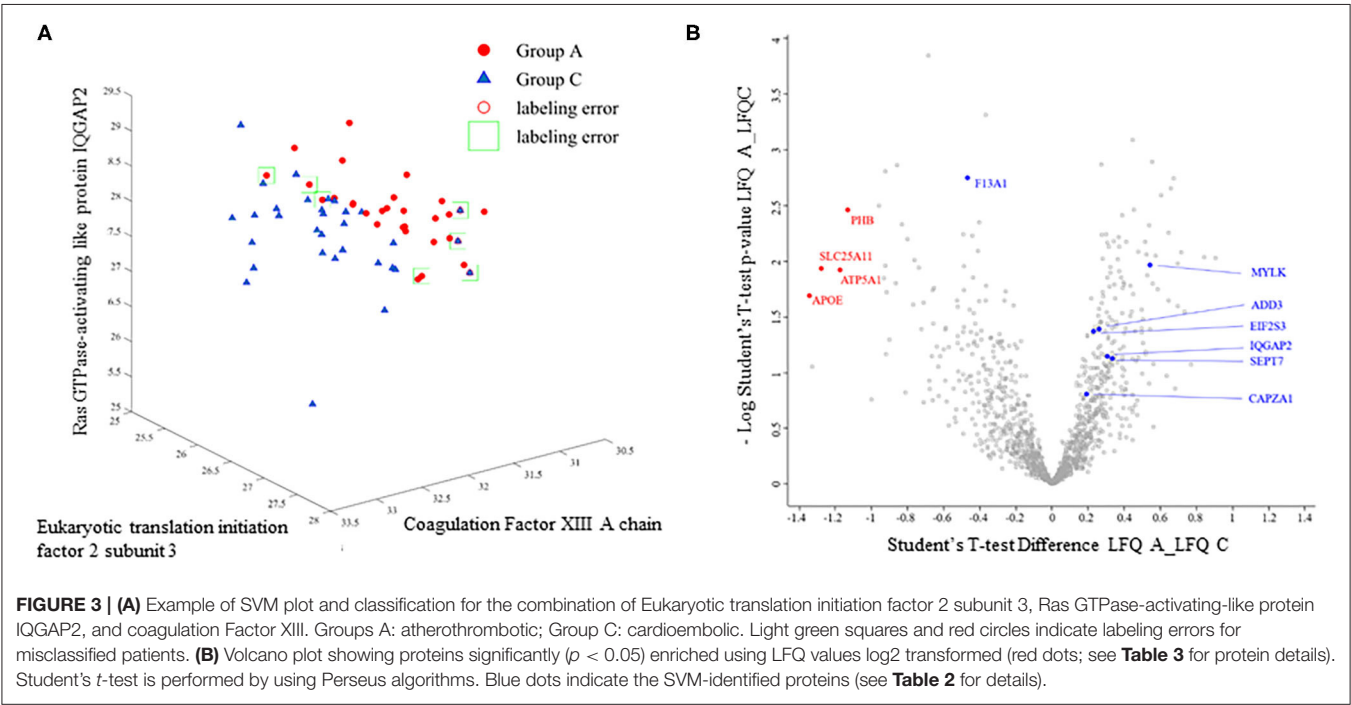 A
Group A
Group C
labeling error
labeling error
Ras GTPase-activating like protein IQGAP2
29.5
29
8.5
28
7.5
27
6.5
26
5.5
25
25
25.5
26
26.5
27
27.5
28
33.5
33
32.5
32
31.5
31
30.5
Eukaryotic translation initiation
factor 2 subunit 3
Coagulation Factor XIII A chain
B
- Log Student's T-test p-value LFQ A_LFQC
4
3.5
3
2.5
2
1.5
1
0.5
0
F13A1
PHB
SLC25A11
ATP5A1
APOE
MYLK
ADD3
EIF2S3
IQGAP2
SEPT7
CAPZA1
-1.4 -1.2 -1 -0.8 -0.6 -0.4 -0.2 0 0.2 0.4 0.6 0.8 1 1.2 1.4
Student's T-test Difference LFQ A_LFQ C
FIGURE 3 | (A) Example of SVM plot and classification for the combination of Eukaryotic translation initiation factor 2 subunit 3, Ras GTPase-activating-like protein
IQGAP2, and coagulation Factor XIII. Groups A: atherothrombotic; Group C: cardioembolic. Light green squares and red circles indicate labeling errors for
misclassified patients. (B) Volcano plot showing proteins significantly (p < 0.05) enriched using LFQ values log2 transformed (red dots; see Table 3 for protein details).
Student's t-test is performed by using Perseus algorithms. Blue dots indicate the SVM-identified proteins (see Table 2 for details).